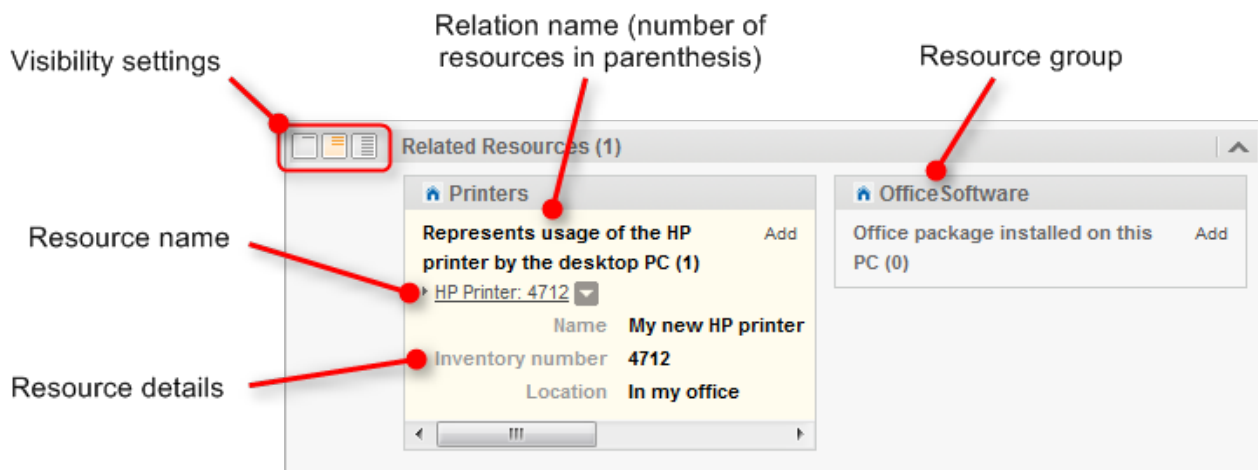 Relation name (number of
resources in parenthesis)
Visibility settings
Resource group
Related Resources (1)
Printers
OfficeSoftware
Represents usage of the HP
printer by the desktop PC (1)
Add
Office package installed on this
PC (0)
Add
Resource name
HP Printer: 4712
Name My new HP printer
Inventory number 4712
Resource details
Location In my office